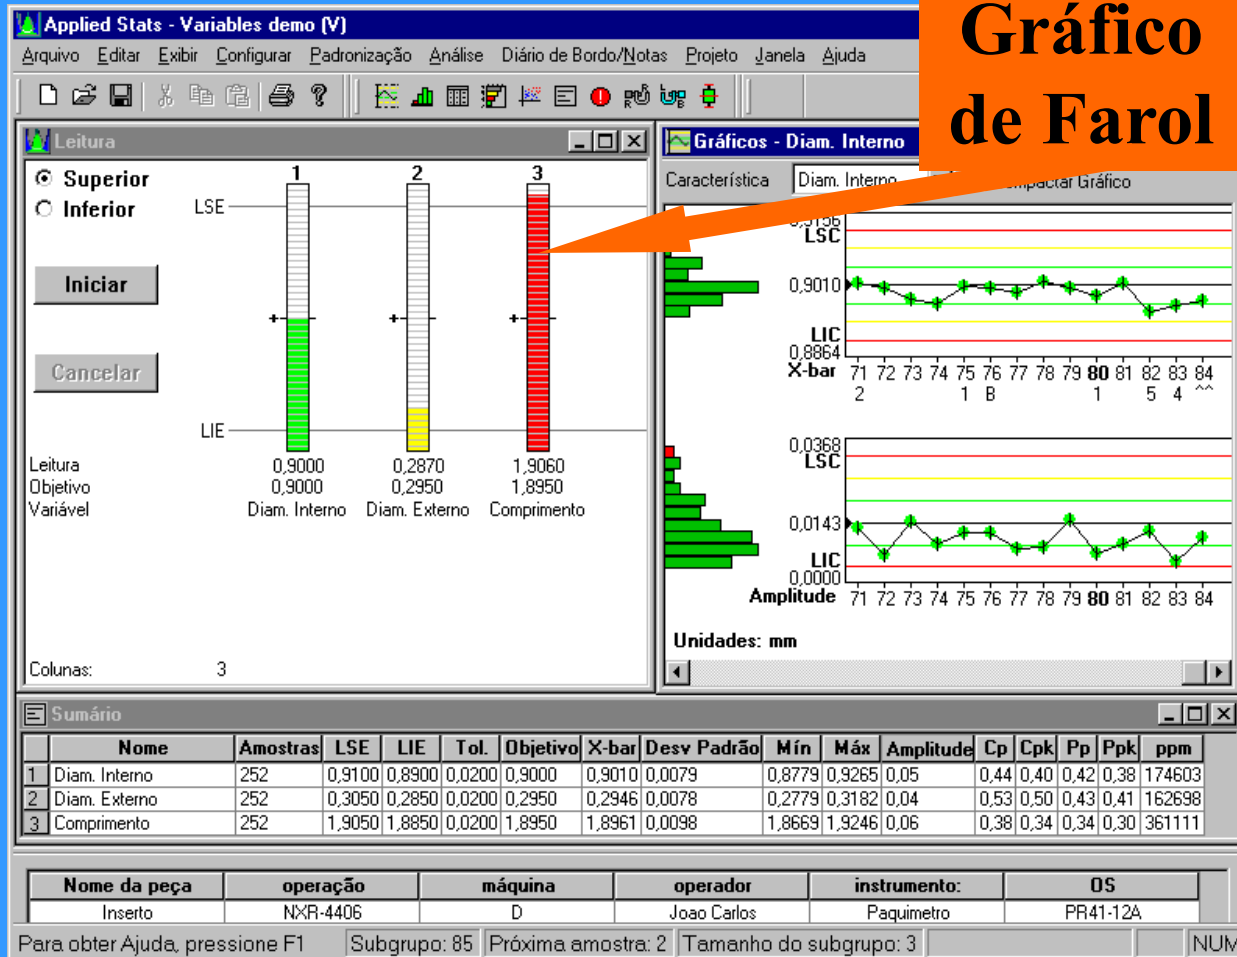 Applied Stats - Variables demo (V)
Gráfico
de Farol
Arquivo Editar Exibir Configurar Padronização Análise Diário de Bordo/Notas Projeto Janela Ajuda
Leitura
Superior
Inferior
Iniciar
Cancelar
1 2 3
LSE
LIE
Leitura 0,9000 0,2870 1,9060
Objetivo 0,9000 0,2950 1,8950
Variável Diam. Interno Diam. Externo Comprimento
Colunas: 3
Gráficos - Diam. Interno
Característica Diam. Interno Gráfico
LSC
0,9010
LIC
0,8864
X-bar 71 72 73 74 75 76 77 78 79 80 81 82 83 84
2 1 B 1 5 4 ^^
0,0368
LSC
0,0143
LIC
0,0000
Amplitude 71 72 73 74 75 76 77 78 79 80 81 82 83 84
Unidades: mm
Sumário
Nome Amostras LSE LIE Tol. Objetivo X-bar Desv Padrão Mín Máx Amplitude Cp Cpk Pp Ppk ppm
1 Diam. Interno 252 0,9100 0,8900 0,0200 0,9000 0,9010 0,0079 0,8779 0,9265 0,05 0,44 0,40 0,42 0,38 174603
2 Diam. Externo 252 0,3050 0,2850 0,0200 0,2950 0,2946 0,0078 0,2779 0,3182 0,04 0,53 0,50 0,43 0,41 162698
3 Comprimento 252 1,9050 1,8850 0,0200 1,8950 1,8961 0,0098 1,8669 1,9246 0,06 0,38 0,34 0,34 0,30 361111
Nome da peça operação máquina operador instrumento: OS
Inserto NXR-4406 D Joao Carlos Paquimetro PR41-12A
Para obter Ajuda, pressione F1 Subgrupo: 85 Próxima amostra: 2 Tamanho do subgrupo: 3 NUM